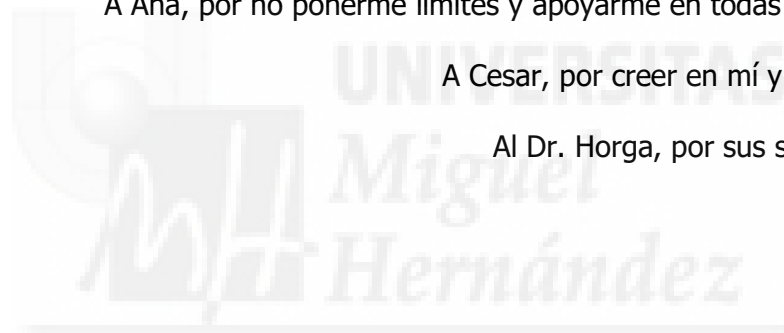 A Ana, por no ponerme límites y apoyarme en todas
A Cesar, por creer en mí y
Al Dr. Horga, por sus
UNIVERSITAS
Miguel
Hernández